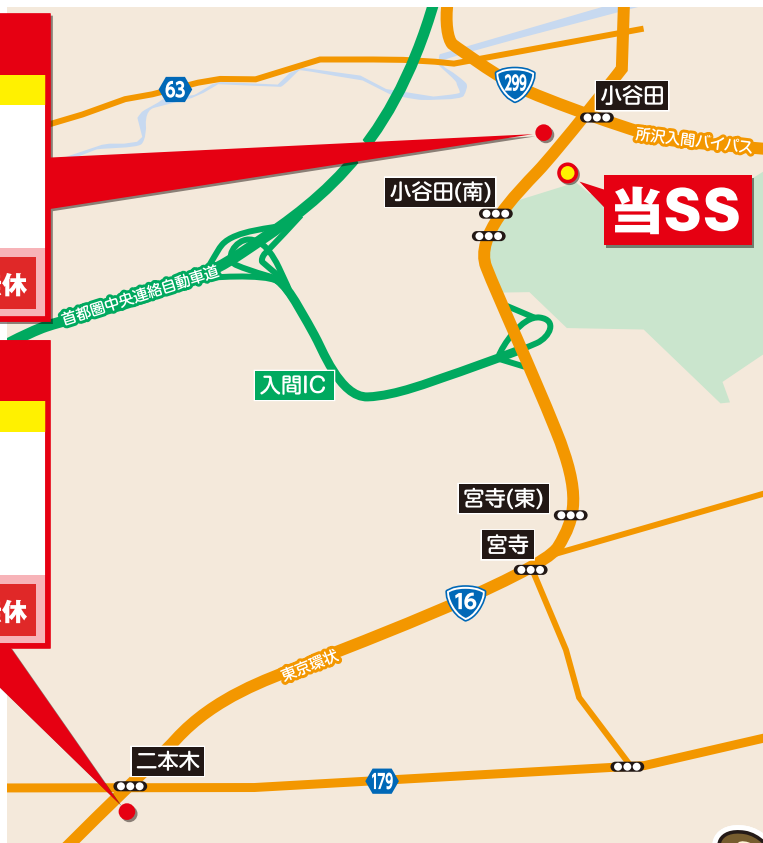 63
299
小谷田
所沢入間バイパス
小谷田(南)
当SS
首都圏中央連絡自動車道
休
入間IC
宮寺(東)
宮寺
休
16
東京環状
二本木
179